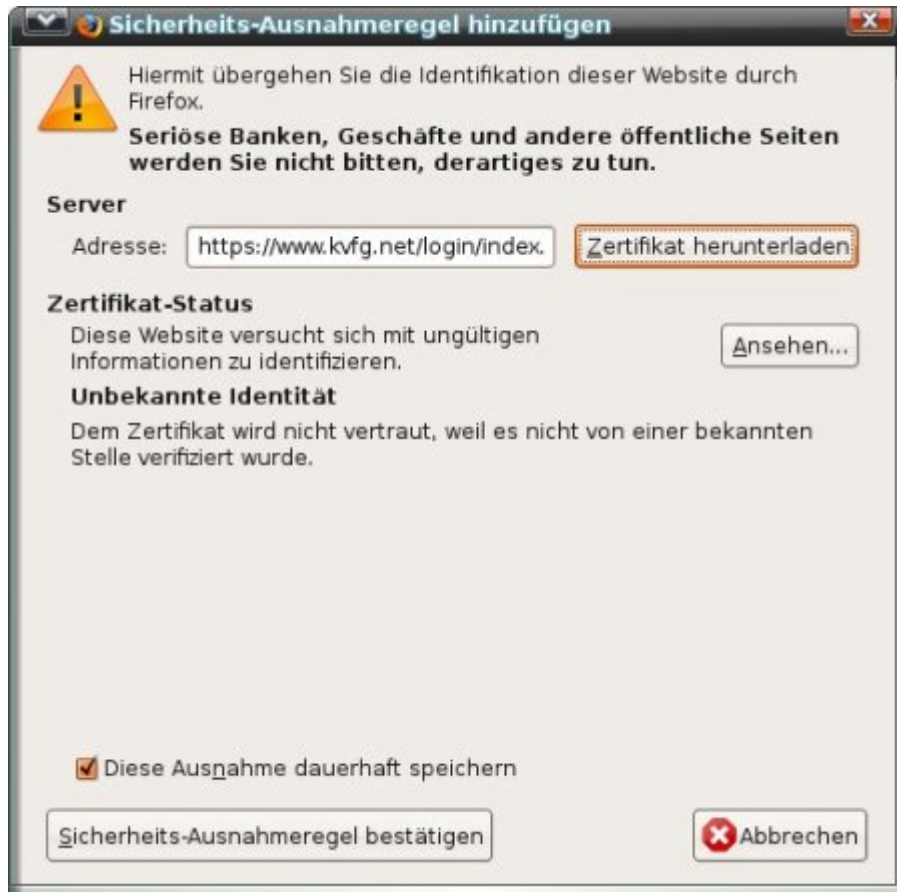 Sicherheits-Ausnahmeregel hinzufügen
Hiermit übergehen Sie die Identifikation dieser Website durch
Firefox.
Seriöse Banken, Geschäfte und andere öffentliche Seiten
werden Sie nicht bitten, derartiges zu tun.
Server
Adresse: https://www.kvfg.net/login/index. Zertifikat herunterladen
Zertifikat-Status
Diese Website versucht sich mit ungültigen
Informationen zu identifizieren.
Ansehen...
Unbekannte Identität
Dem Zertifikat wird nicht vertraut, weil es nicht von einer bekannten
Stelle verifiziert wurde.
Diese Ausnahme dauerhaft speichern
Sicherheits-Ausnahmeregel bestätigen Abbrechen